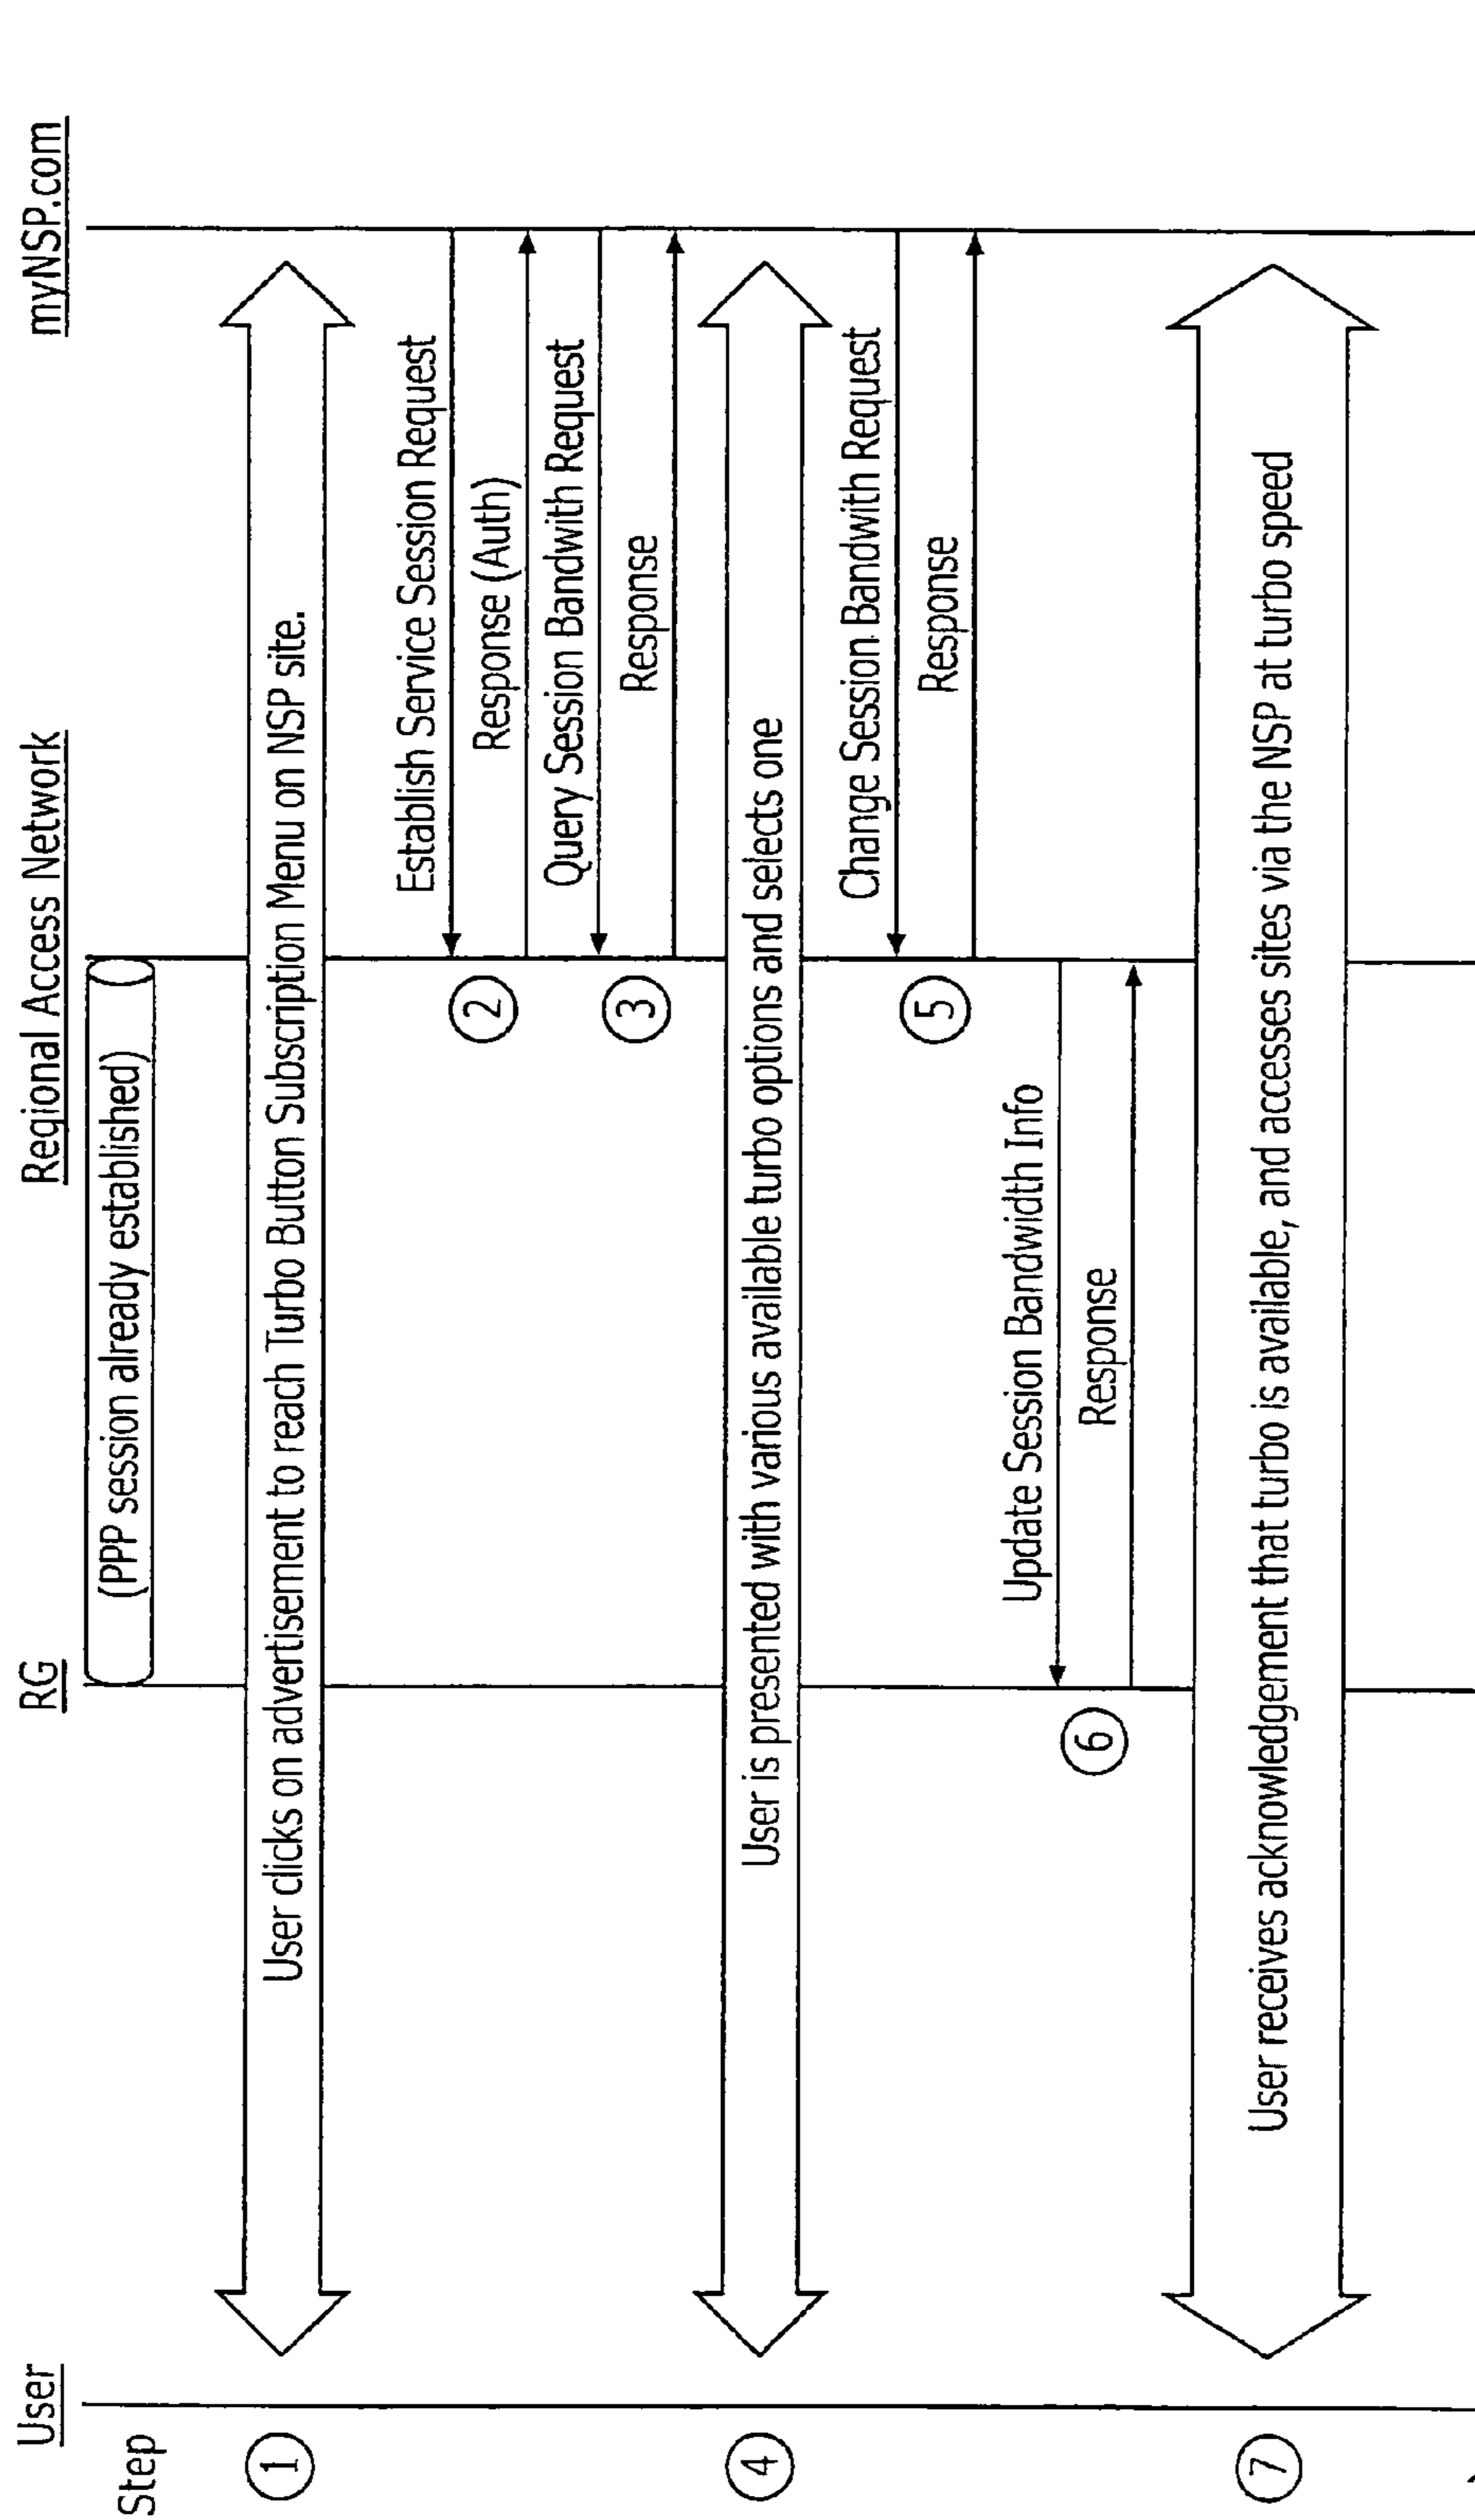 User
RG
Regional Access Network
myNSP.com
Step
(PPP session already established)
1
User clicks on advertisement to reach Turbo Button Subscription Menu on NSP site.
Establish Service Session Request
2
Response (Auth)
Query Session Bandwith Request
3
Response
4
User is presented with various available turbo options and selects one
Change Session Bandwith Request
5
Response
Update Session Bandwidth Info
6
Response
7
User receives acknowledgement that turbo is available, and accesses sites via the NSP at turbo speed